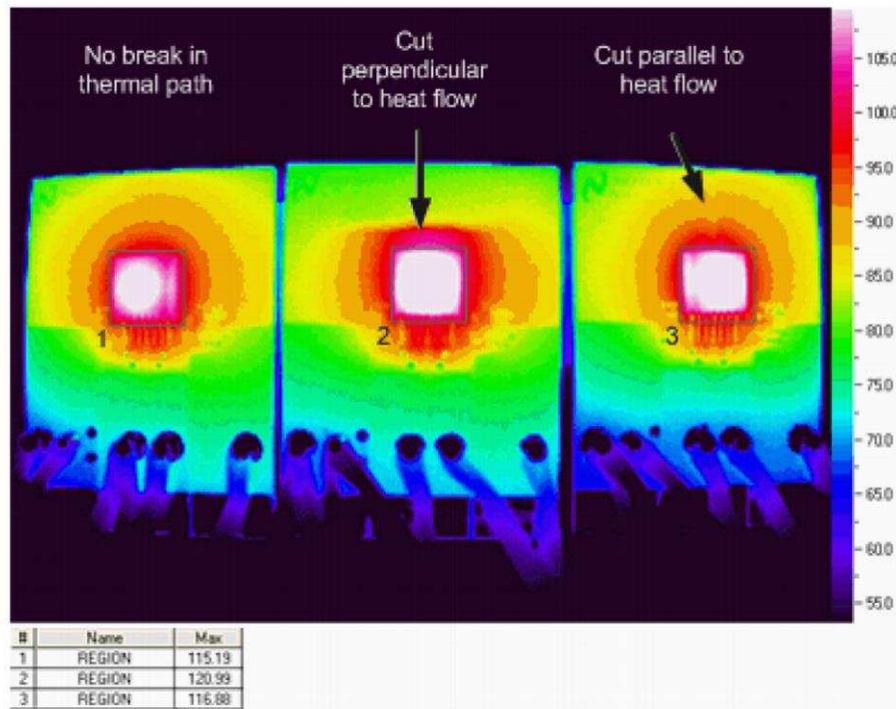 No break in
thermal path
Cut
perpendicular
to heat flow
Cut parallel to
heat flow
105.0
100.0
95.0
90.0
85.0
80.0
75.0
70.0
65.0
60.0
55.0
1
2
3
# Name Max
1 REGION 115.19
2 REGION 120.99
3 REGION 116.88